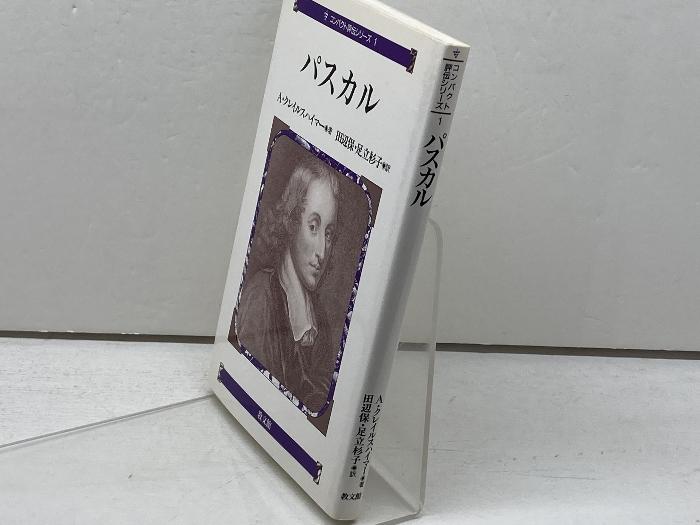 コンパクト評伝シリーズ 1
パスカル
A・クレイルスハイマー●著 田辺保・足立杉子●訳
教文館
コンパクト
評伝シリーズ 1
パスカル
A・クレイルスハイマー●著
田辺保・足立杉子●訳
教文館